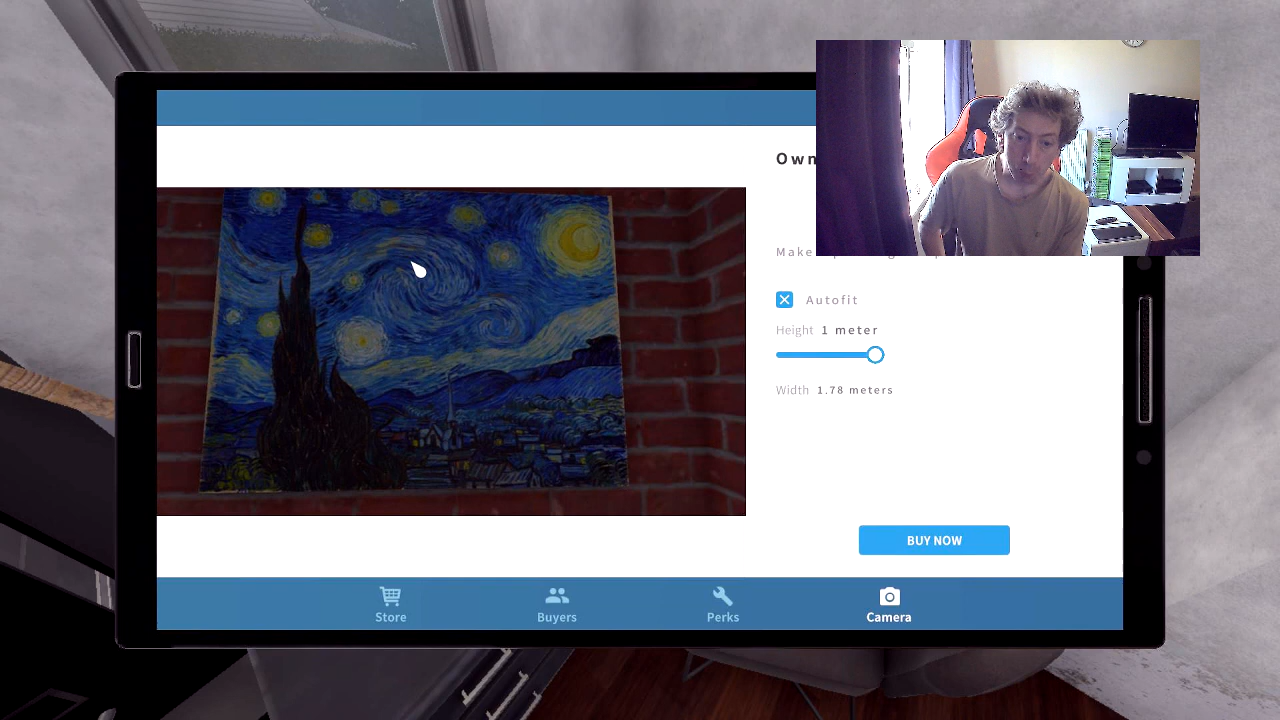 Own
Make
Autofit
Height 1 meter
Width 1.78 meters
BUY NOW
Store
Buyers
Perks
Camera